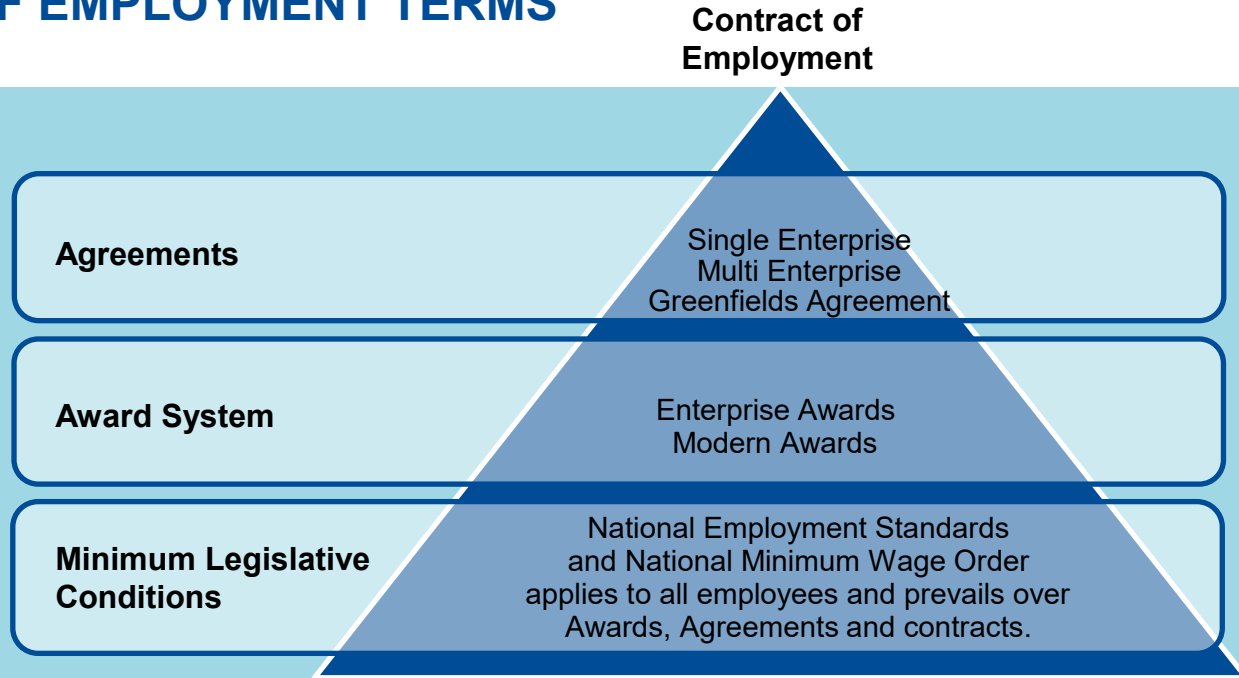 F EMPLOYMENT TERMS
Contract of
Employment
Agreements
Single Enterprise
Multi Enterprise
Greenfields Agreement
Award System
Enterprise Awards
Modern Awards
Minimum Legislative
Conditions
National Employment Standards
and National Minimum Wage Order
applies to all employees and prevails over
Awards, Agreements and contracts.